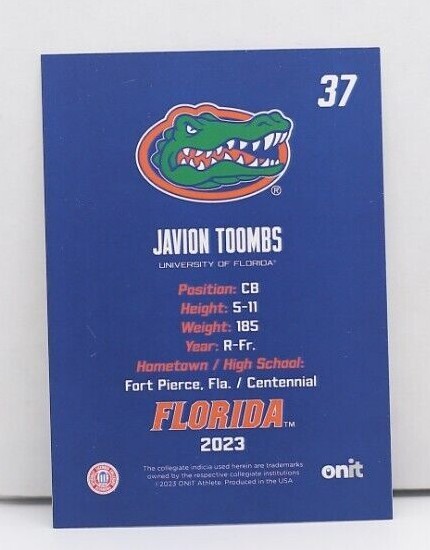 37
®
JAVION TOOMBS
UNIVERSITY OF FLORIDA™
Position: CB
Height: 5-11
Weight: 185
Year: R-Fr.
Hometown / High School:
Fort Pierce, Fla. / Centennial
FLORIDA™
2023
The collegiate indicia used herein are trademarks
owned by the respective collegiate institutions
©2023 ONIT Athlete. Produced in the USA
onit